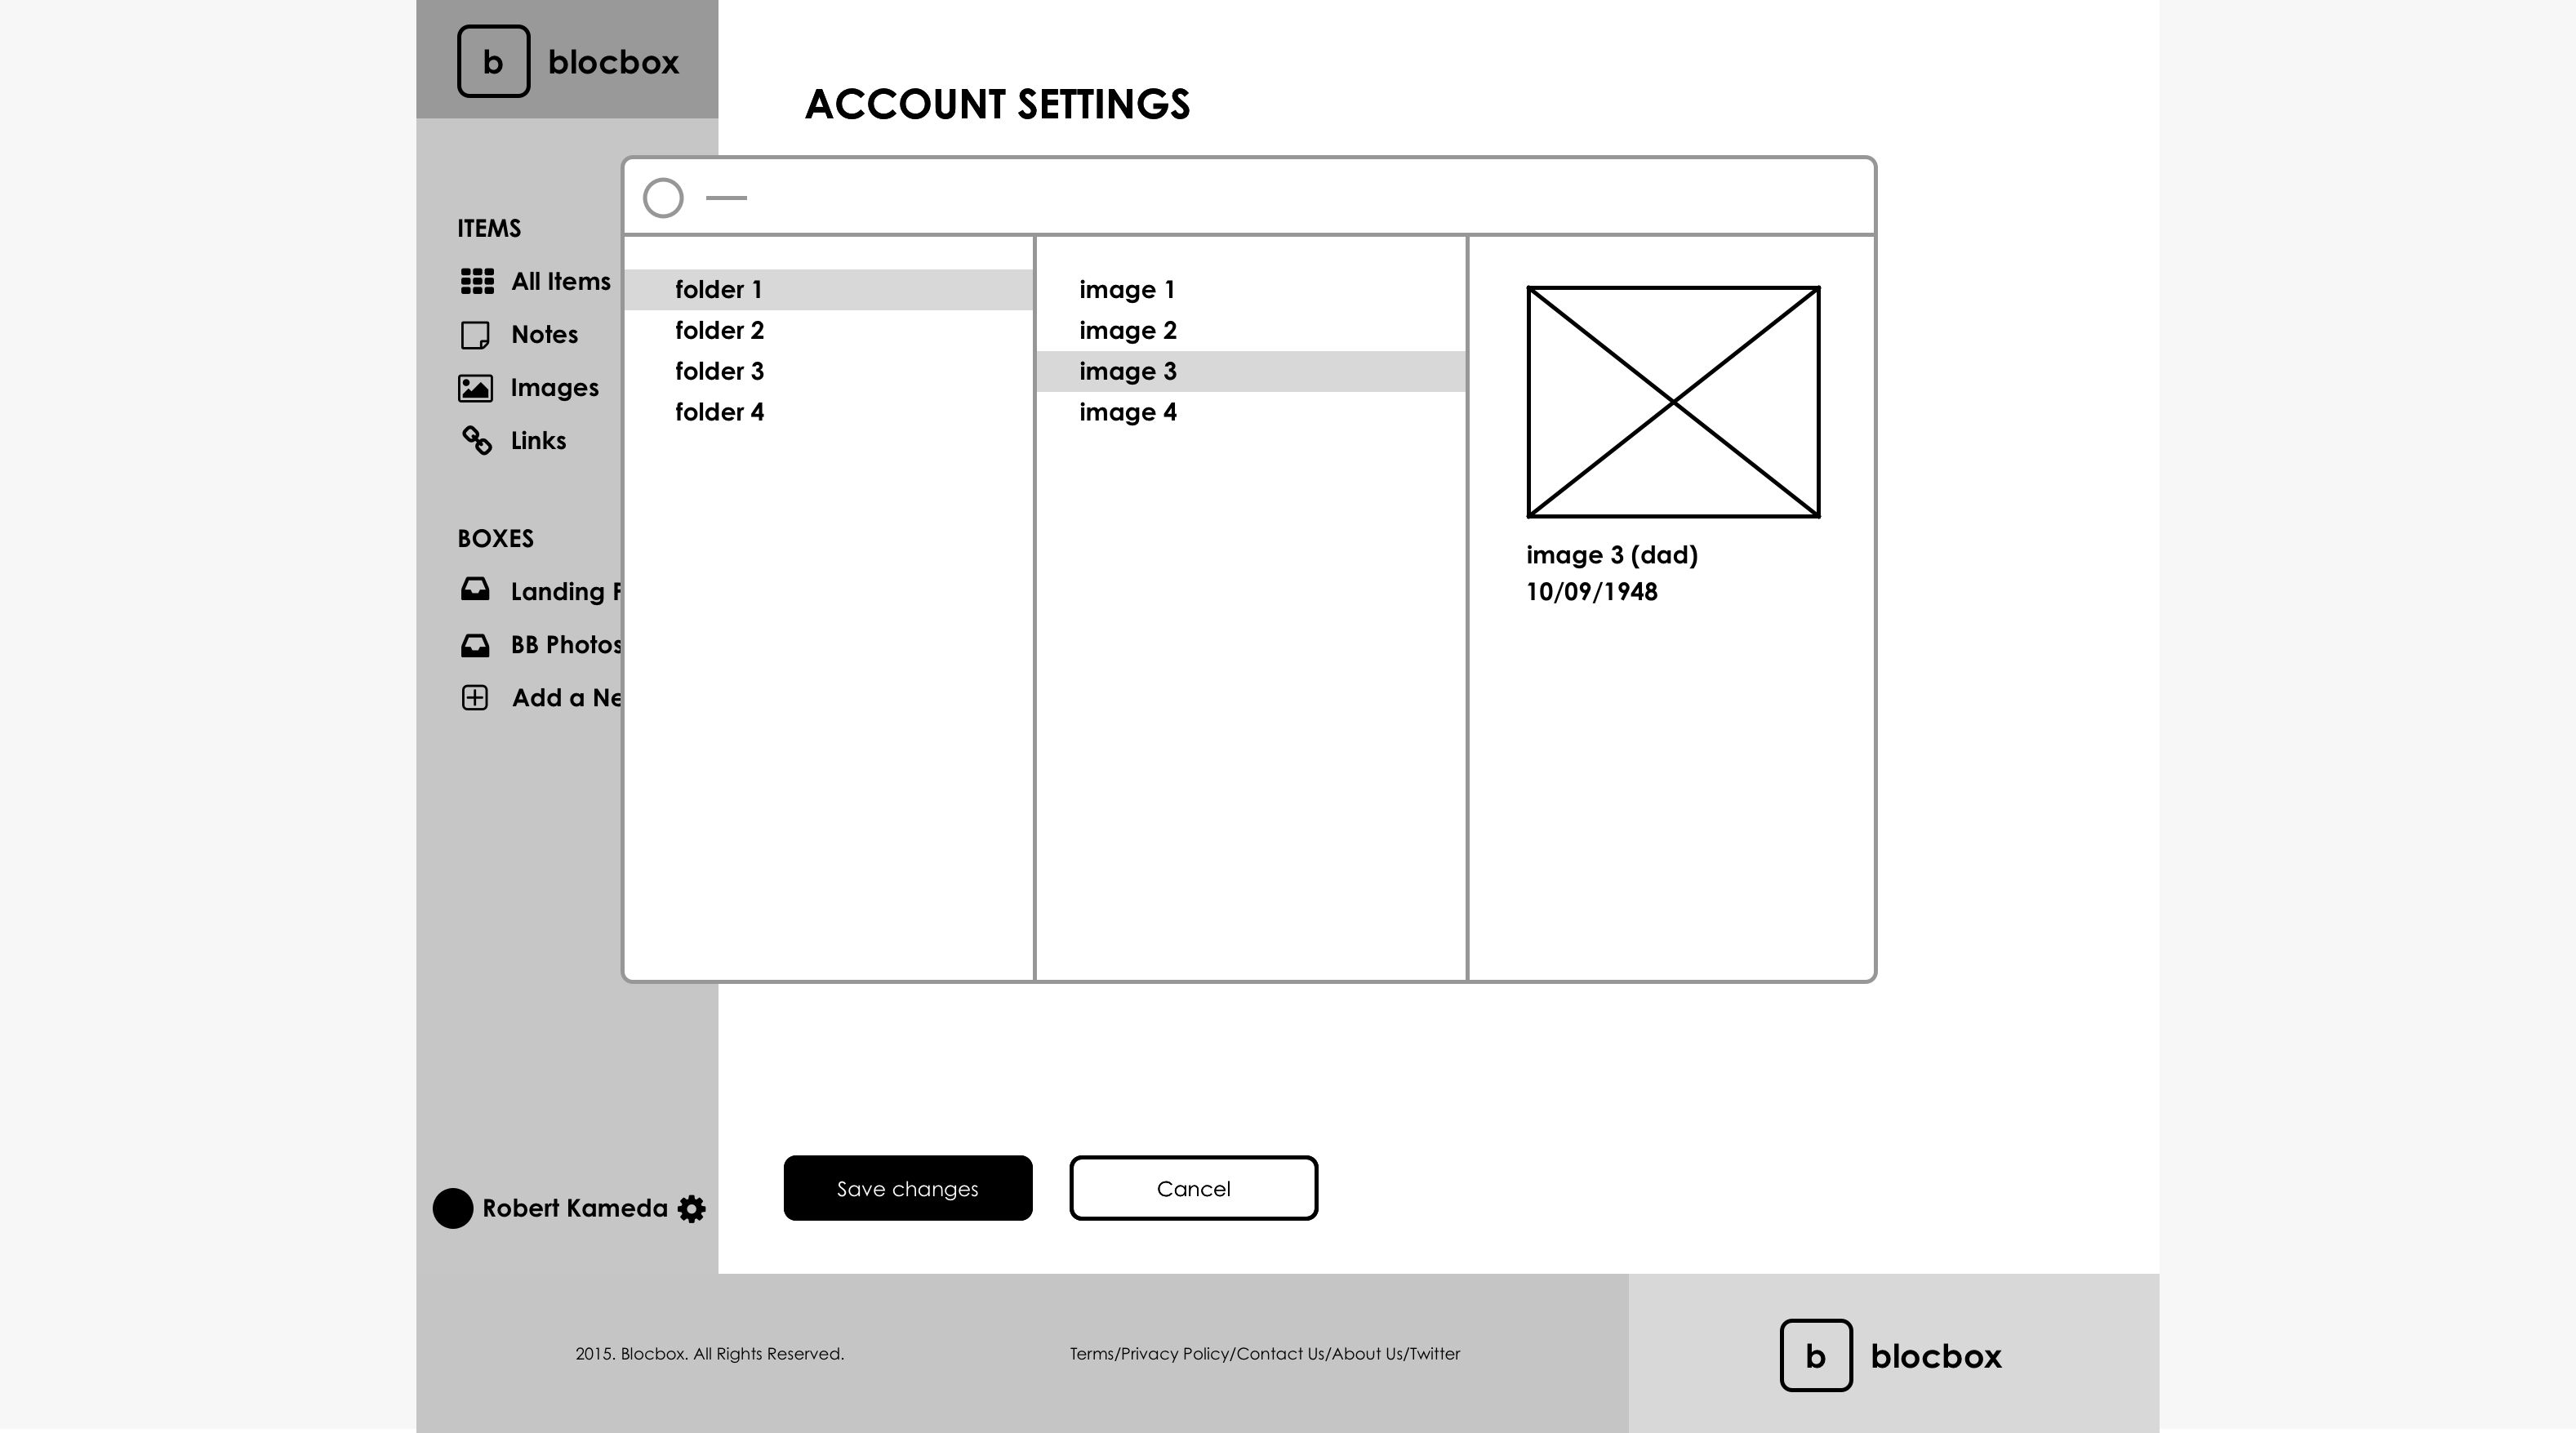 b blocbox
ACCOUNT SETTINGS
ITEMS
All Items
Notes
Images
Links
BOXES
Landing
BB Photos
Add a
folder 1
folder 2
folder 3
folder 4
image 1
image 2
image 3
image 4
image 3 (dad)
10/09/1948
Robert Kameda
Save changes
Cancel
2015. Blocbox. All Rights Reserved.
Terms/Privacy Policy/Contact Us/About Us/Twitter
b blocbox